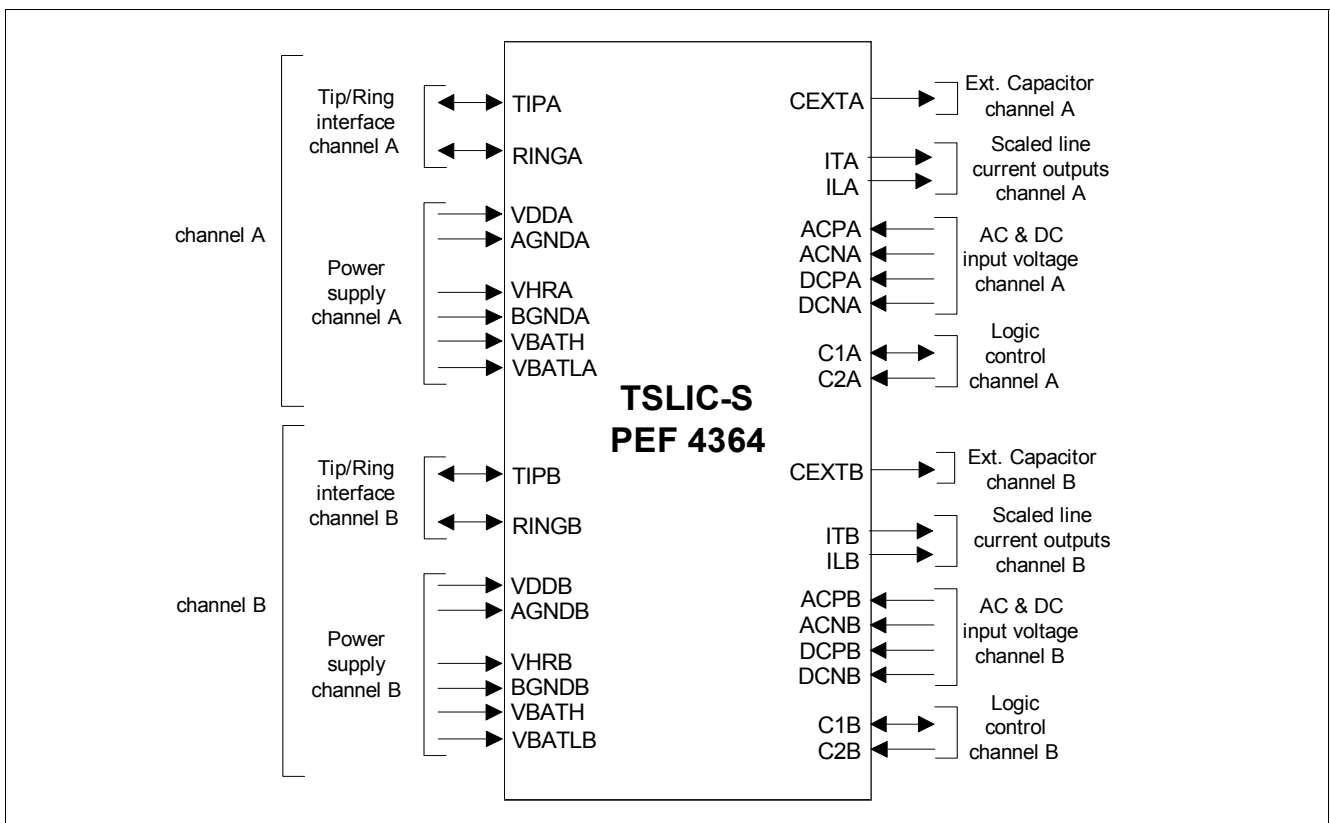 channel A
Tip/Ring
interface
channel A
TIPA
RINGA
Power
supply
channel A
VDDA
AGNDA
VHRA
BGNDA
VBATH
VBATLA
channel B
Tip/Ring
interface
channel B
TIPB
RINGB
Power
supply
channel B
VDDB
AGNDB
VHRB
BGNDB
VBATH
VBATLB
TSLIC-S
PEF 4364
CEXTA
Ext. Capacitor
channel A
ITA
ILA
Scaled line
current outputs
channel A
ACPA
ACNA
DCPA
DCNA
AC & DC
input voltage
channel A
C1A
C2A
Logic
control
channel A
CEXTB
Ext. Capacitor
channel B
ITB
ILB
Scaled line
current outputs
channel B
ACPB
ACNB
DCPB
DCNB
AC & DC
input voltage
channel B
C1B
C2B
Logic
control
channel B